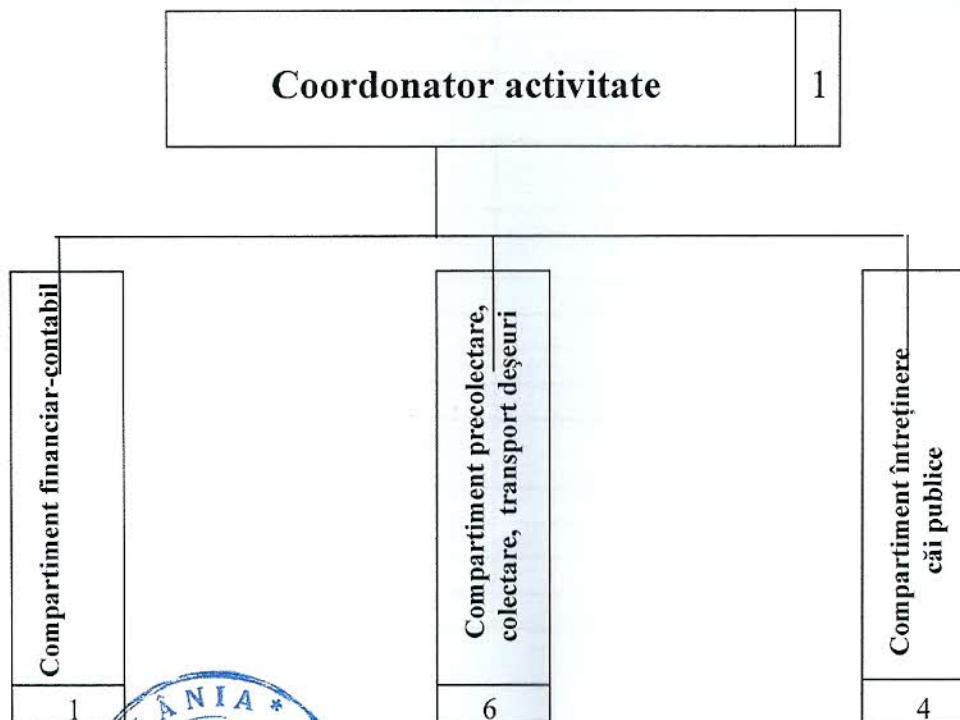 Coordonator activitate
1
Compartiment financiar-contabil
1
Compartiment precolectare,
colectare, transport deșeuri
6
Compartiment întreținere
căi publice
4
ÂNIA *